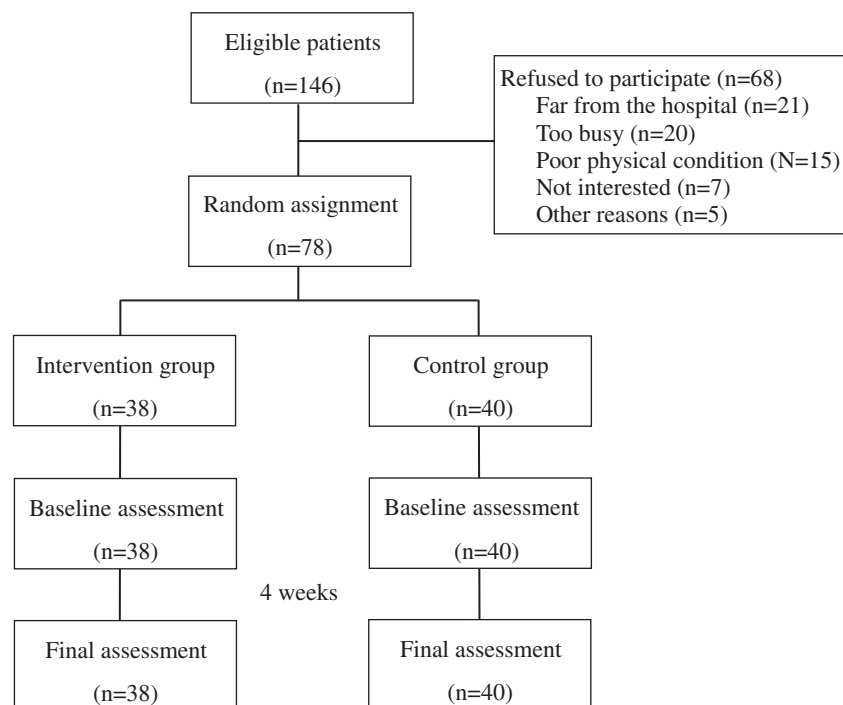 Eligible patients
(n=146)
Refused to participate (n=68)
Far from the hospital (n=21)
Too busy (n=20)
Poor physical condition (N=15)
Not interested (n=7)
Other reasons (n=5)
Random assignment
(n=78)
Intervention group
(n=38)
Control group
(n=40)
Baseline assessment
(n=38)
Baseline assessment
(n=40)
4 weeks
Final assessment
(n=38)
Final assessment
(n=40)